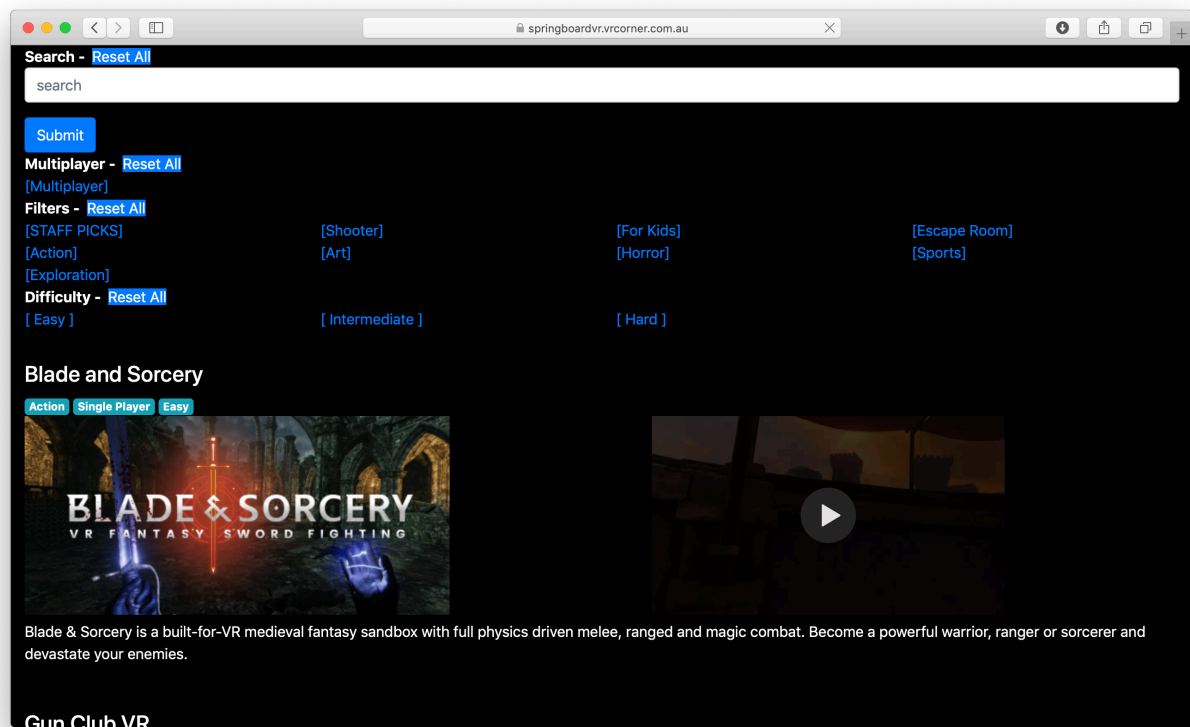 springboardvr.vrcorner.com.au
Search - Reset All
search
Submit
Multiplayer - Reset All
[Multiplayer]
Filters - Reset All
[STAFF PICKS] [Shooter] [For Kids] [Escape Room]
[Action] [Art] [Horror] [Sports]
[Exploration]
Difficulty - Reset All
[ Easy ] [ Intermediate ] [ Hard ]
Blade and Sorcery
Action Single Player Easy
BLADE & SORCERY
VR FANTASY SWORD FIGHTING
Blade & Sorcery is a built-for-VR medieval fantasy sandbox with full physics driven melee, ranged and magic combat. Become a powerful warrior, ranger or sorcerer and
devastate your enemies.
Gun Club VR